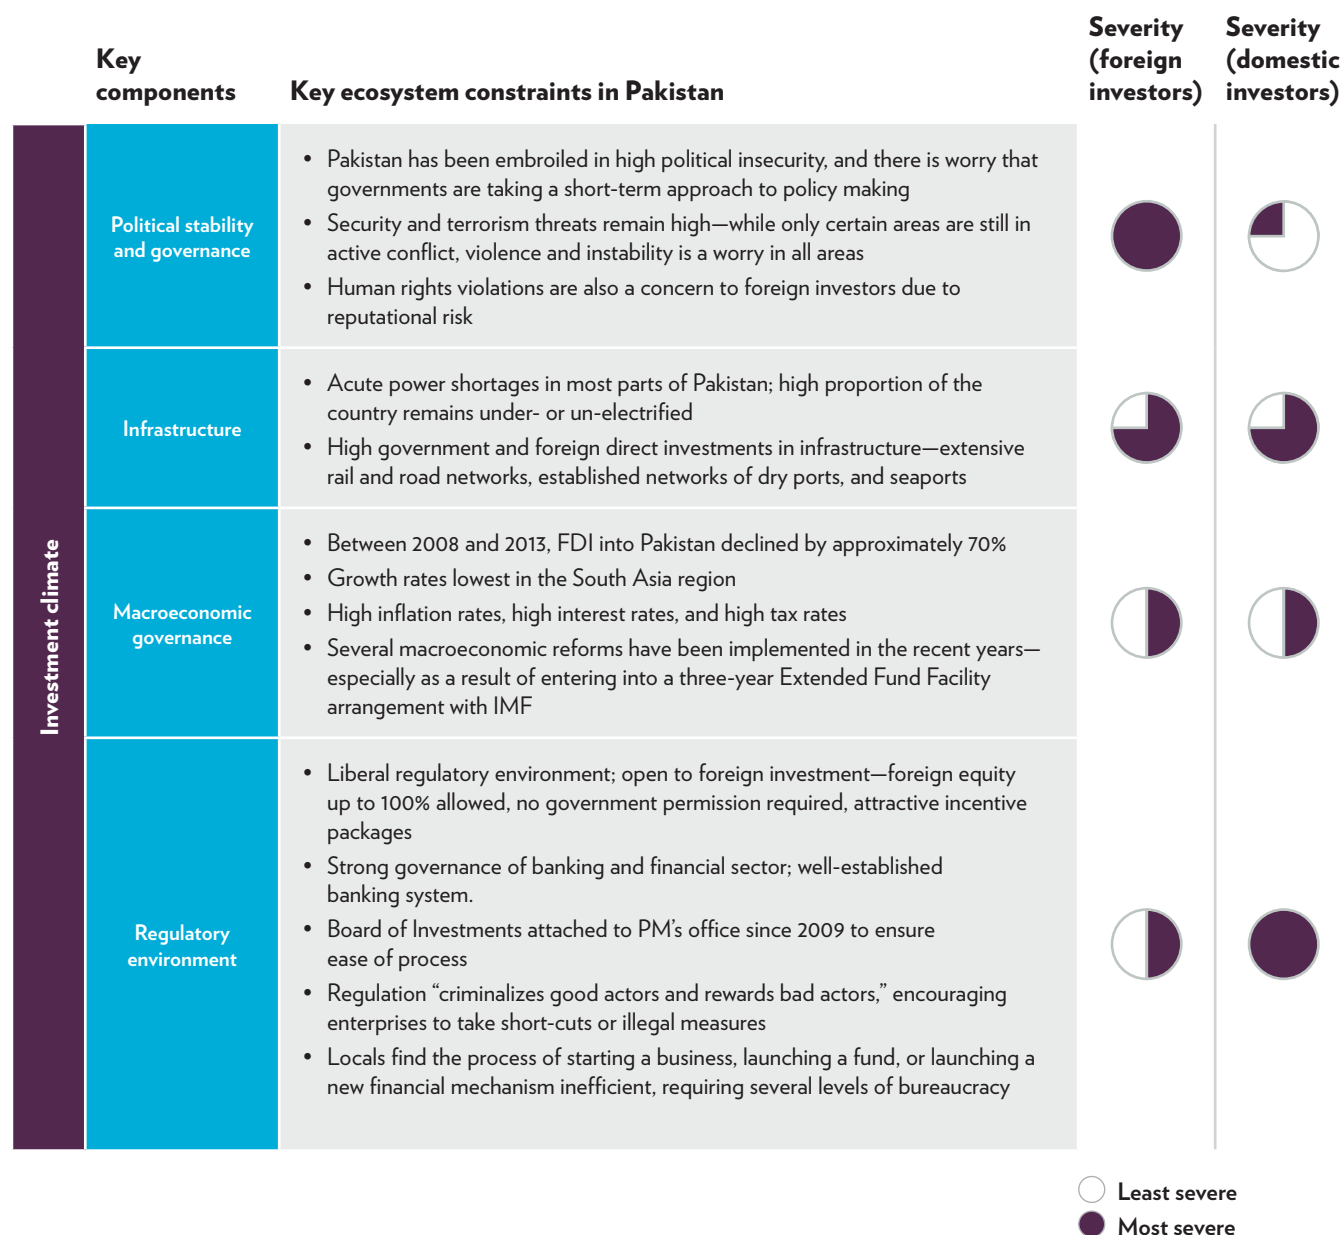 Key
components
Key ecosystem constraints in Pakistan
Severity
(foreign
investors)
Severity
(domestic
investors)
Investment climate
Political stability
and governance
• Pakistan has been embroiled in high political insecurity, and there is worry that
governments are taking a short-term approach to policy making
• Security and terrorism threats remain high—while only certain areas are still in
active conflict, violence and instability is a worry in all areas
• Human rights violations are also a concern to foreign investors due to
reputational risk
Infrastructure
• Acute power shortages in most parts of Pakistan; high proportion of the
country remains under- or un-electrified
• High government and foreign direct investments in infrastructure—extensive
rail and road networks, established networks of dry ports, and seaports
Macroeconomic
governance
• Between 2008 and 2013, FDI into Pakistan declined by approximately 70%
• Growth rates lowest in the South Asia region
• High inflation rates, high interest rates, and high tax rates
• Several macroeconomic reforms have been implemented in the recent years—
especially as a result of entering into a three-year Extended Fund Facility
arrangement with IMF
Regulatory
environment
• Liberal regulatory environment; open to foreign investment—foreign equity
up to 100% allowed, no government permission required, attractive incentive
packages
• Strong governance of banking and financial sector; well-established
banking system.
• Board of Investments attached to PM's office since 2009 to ensure
ease of process
• Regulation “criminalizes good actors and rewards bad actors,” encouraging
enterprises to take short-cuts or illegal measures
• Locals find the process of starting a business, launching a fund, or launching a
new financial mechanism inefficient, requiring several levels of bureaucracy
Least severe
Most severe